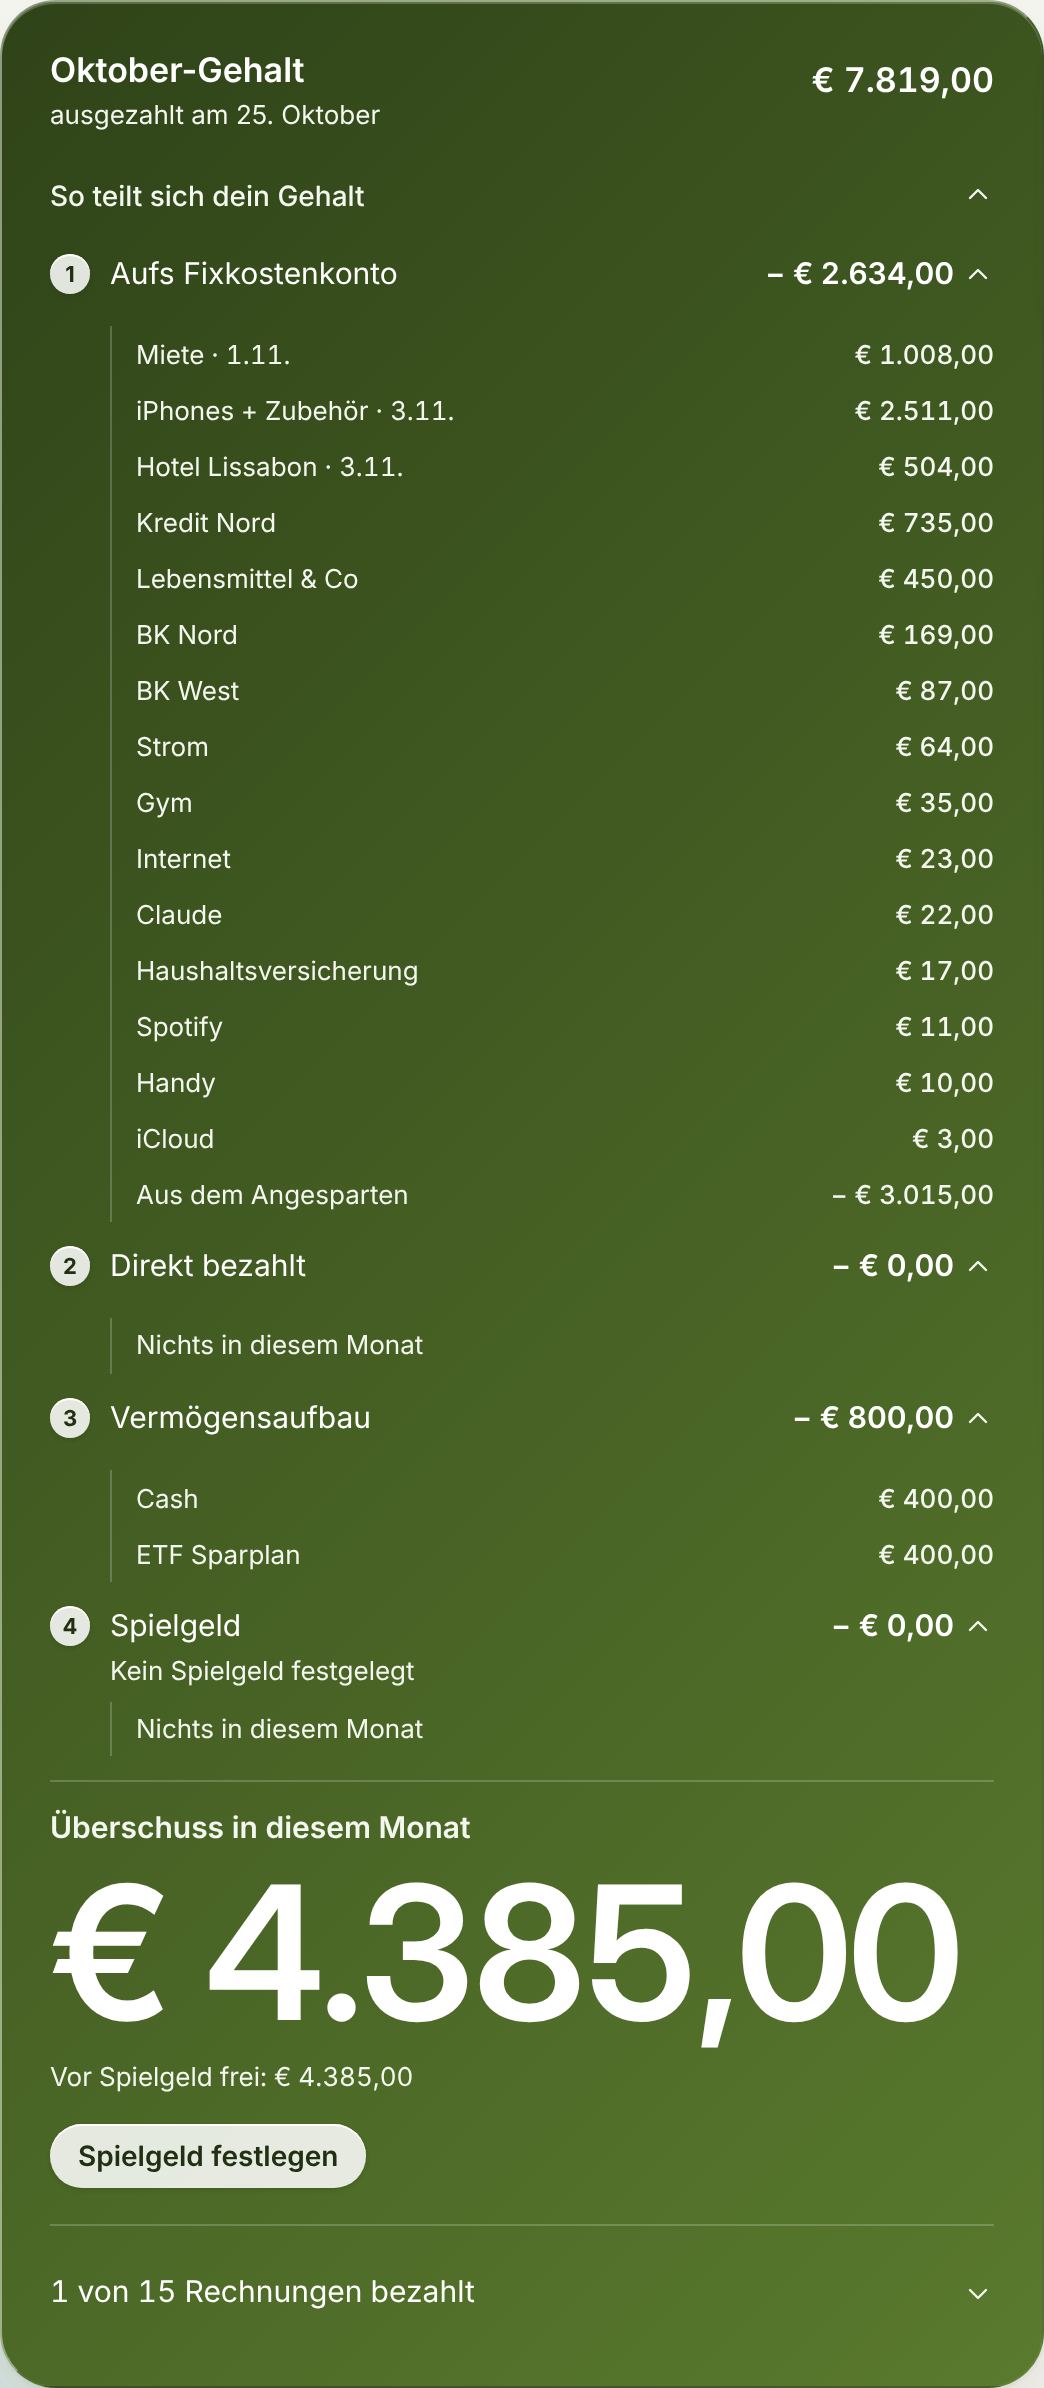 Oktober-Gehalt
€ 7.819,00
ausgezahlt am 25. Oktober
So teilt sich dein Gehalt
1 Aufs Fixkostenkonto – € 2.634,00
Miete · 1.11. € 1.008,00
iPhones + Zubehör · 3.11. € 2.511,00
Hotel Lissabon · 3.11. € 504,00
Kredit Nord € 735,00
Lebensmittel & Co € 450,00
BK Nord € 169,00
BK West € 87,00
Strom € 64,00
Gym € 35,00
Internet € 23,00
Claude € 22,00
Haushaltsversicherung € 17,00
Spotify € 11,00
Handy € 10,00
iCloud € 3,00
Aus dem Angesparten – € 3.015,00
2 Direkt bezahlt – € 0,00
Nichts in diesem Monat
3 Vermögensaufbau – € 800,00
Cash € 400,00
ETF Sparplan € 400,00
4 Spielgeld – € 0,00
Kein Spielgeld festgelegt
Nichts in diesem Monat
Überschuss in diesem Monat
€ 4.385,00
Vor Spielgeld frei: € 4.385,00
Spielgeld festlegen
1 von 15 Rechnungen bezahlt